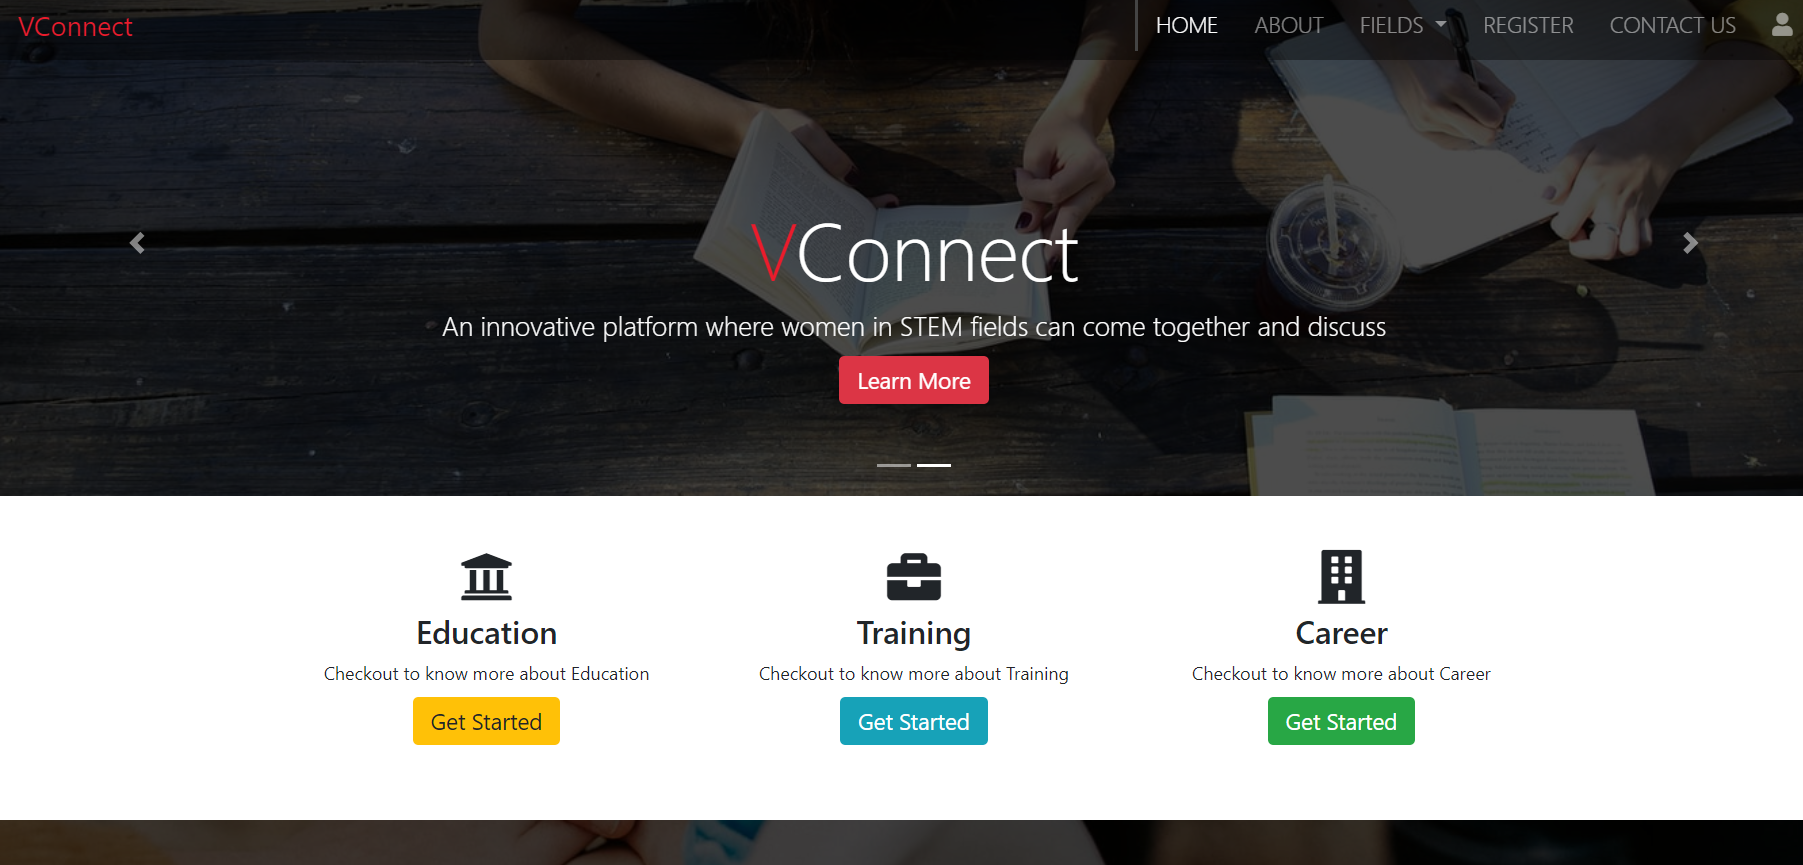 VConnect
HOME ABOUT FIELDS REGISTER CONTACT US
VConnect
An innovative platform where women in STEM fields can come together and discuss
Learn More
Education Training Career
Checkout to know more about Education Checkout to know more about Training Checkout to know more about Career
Get Started Get Started Get Started